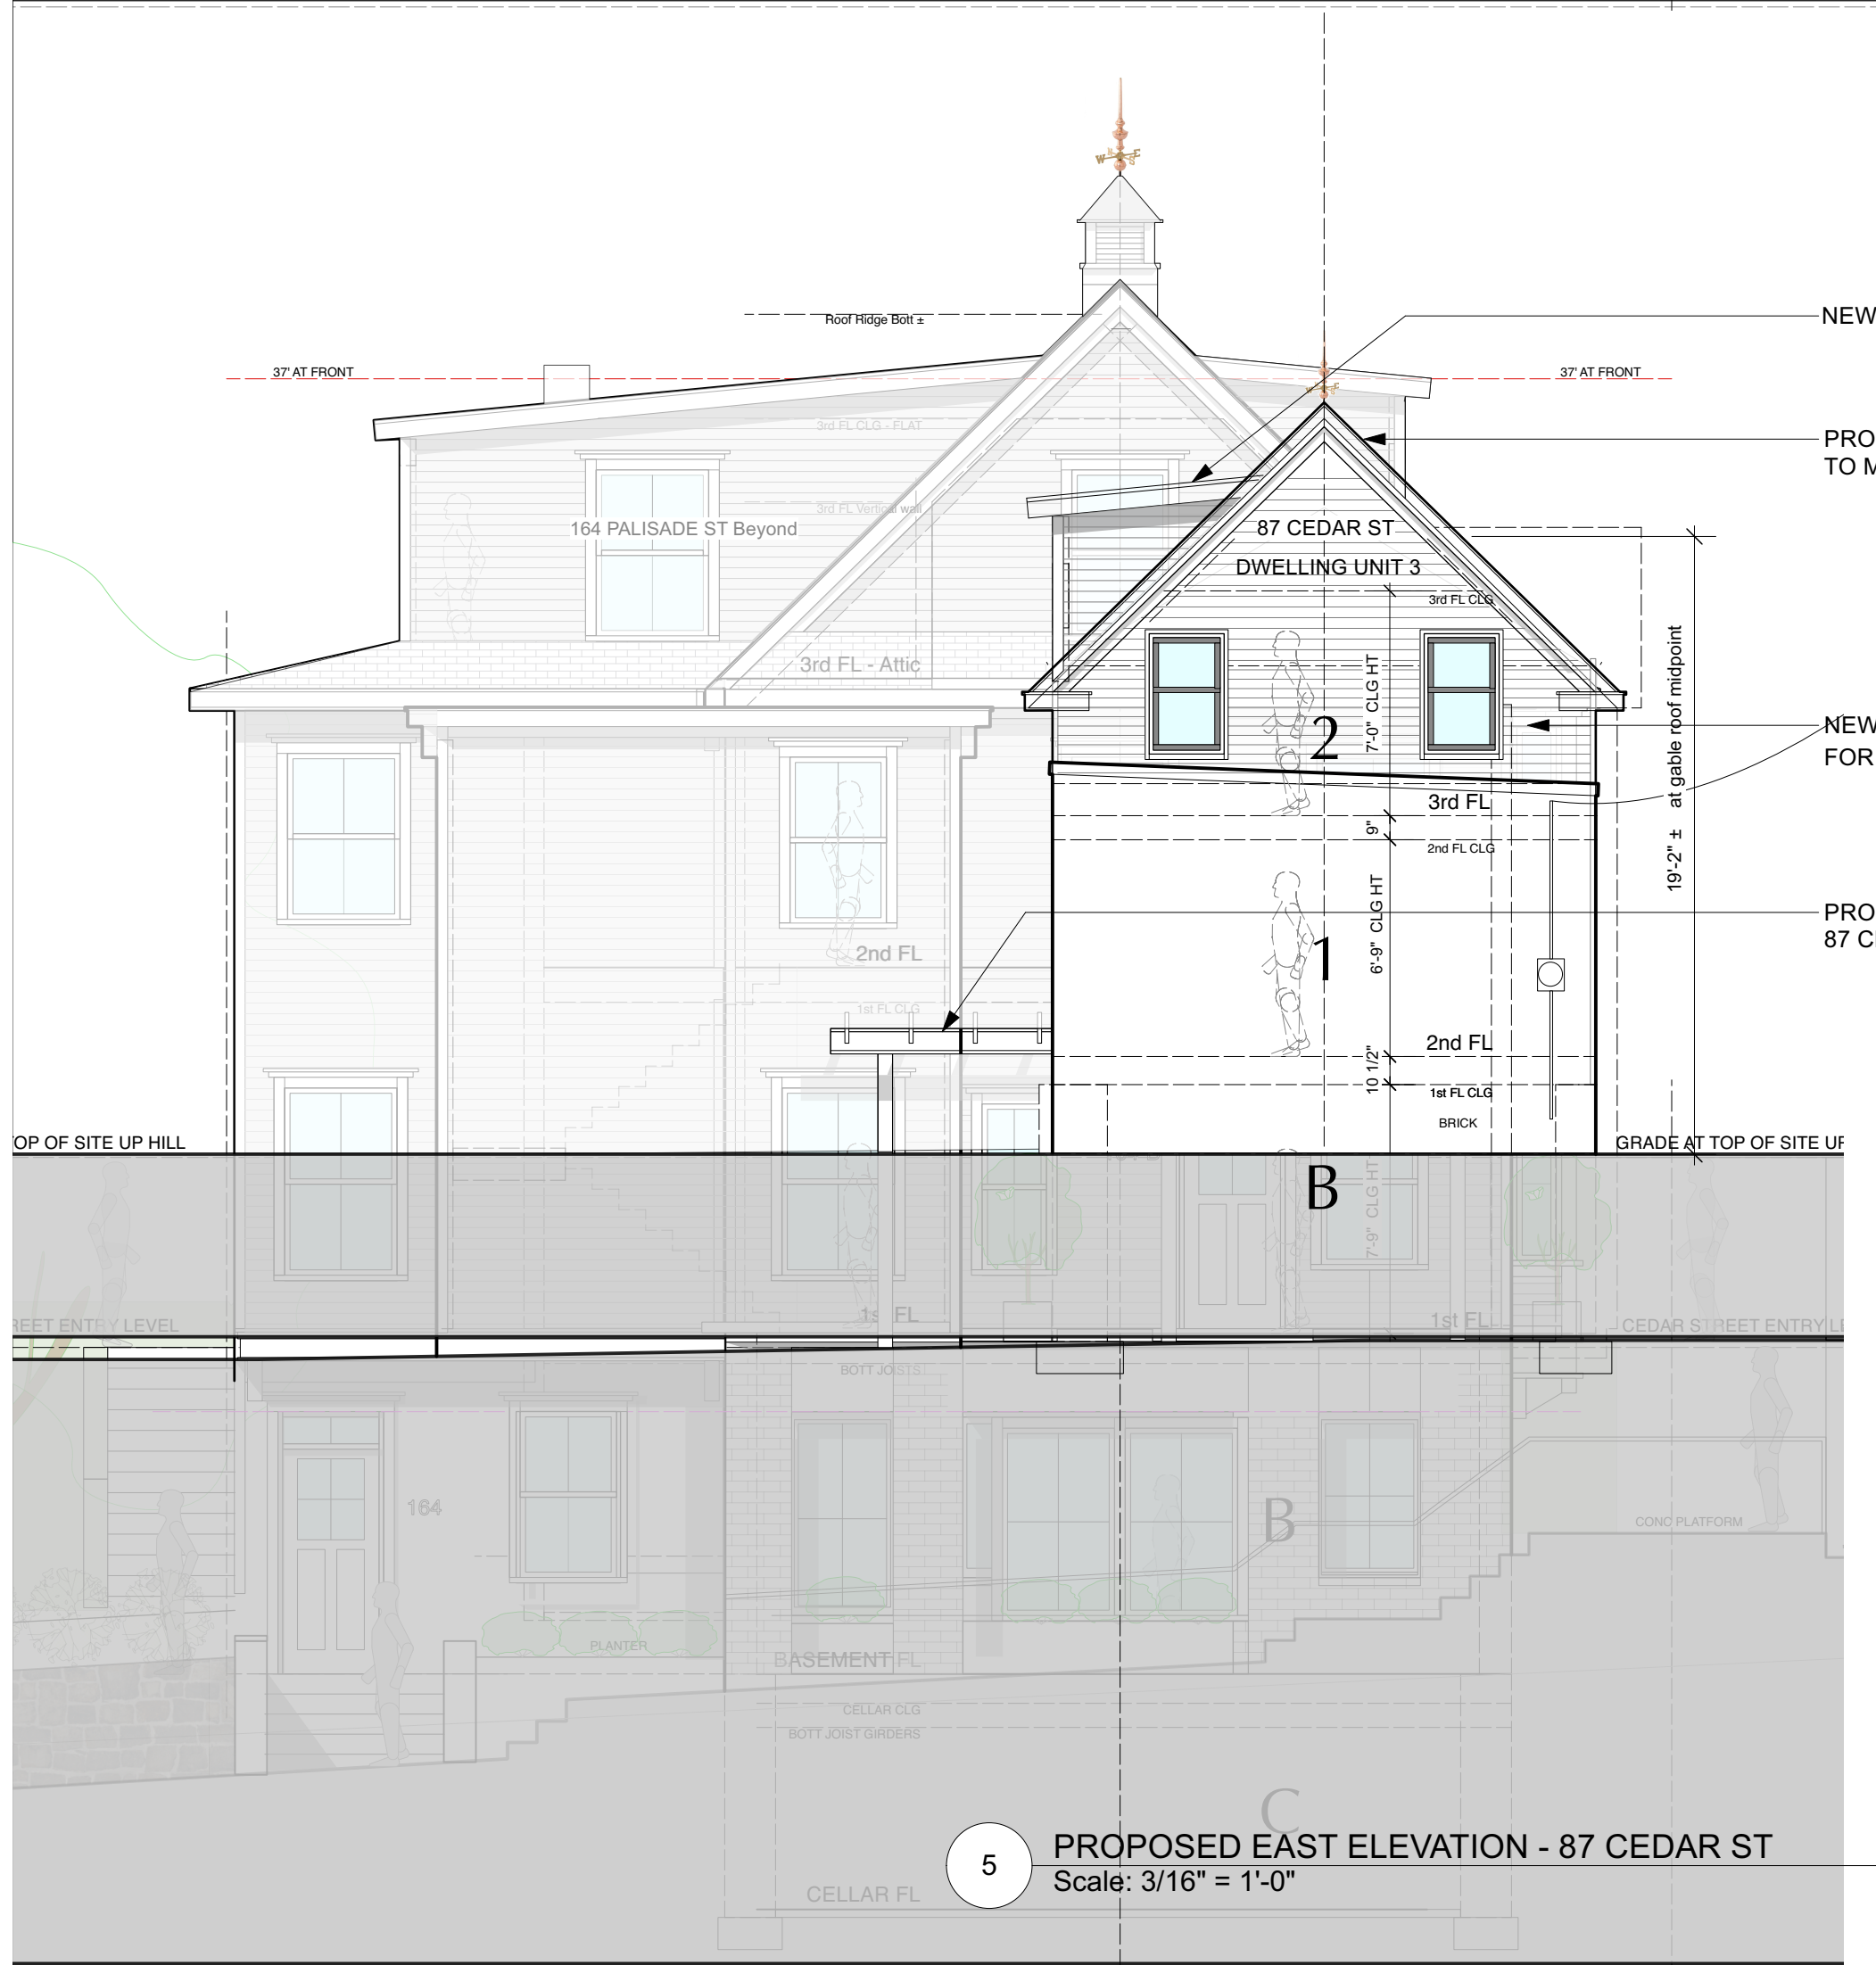 W E
Roof Ridge Bott ±
NEW
37' AT FRONT
37' AT FRONT
W E
3rd FL CLG - FLAT
PRO
TO M
3rd FL Vertical wall
164 PALISADE ST Beyond
87 CEDAR ST
DWELLING UNIT 3
3rd FL CLG
3rd FL - Attic
7'-0" CLG HT
2
19'-2" ± at gable roof midpoint
NEW
FOR
3rd FL
9"
2nd FL CLG
6'-9" CLG HT
PRO
87 C
2nd FL
1
1st FL CLG
2nd FL
10 1/2"
1st FL CLG
BRICK
OP OF SITE UP HILL
GRADE AT TOP OF SITE UP
B
7'-9" CLG HT
1st FL
1st FL
REET ENTRY LEVEL
CEDAR STREET ENTRY LE
BOTT JOISTS
164
B
CONC PLATFORM
PLANTER
BASEMENT FL
CELLAR CLG
BOTT JOIST GIRDERS
C
5
PROPOSED EAST ELEVATION - 87 CEDAR ST
Scale: 3/16" = 1'-0"
CELLAR FL